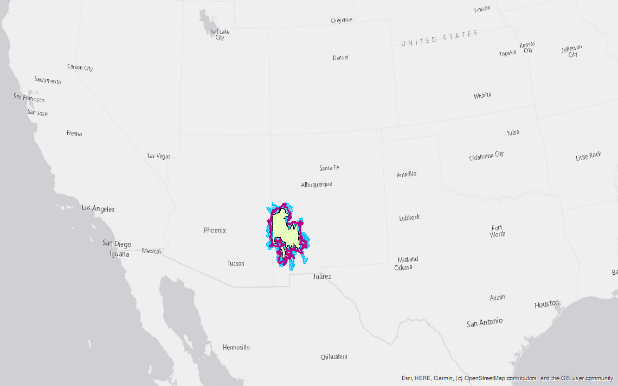 Cheyenne
Lincoln
Salt Lake
City
UNITED STATES
Denver
Topeka
Kansas
City
Jefferson
City
Carson City
Sacramento
San Francisco
San Jose
Wichita
Fresno
Las Vegas
Tulsa
Santa Fe
Albuquerque
Amarillo
Oklahoma City
Little Rock
Los Angeles
Phoenix
Lubbock
Fort
Worth
San Diego
Tijuana
Mexicali
Tucson
Juárez
Midland
Odessa
Austin
Houston
San Antonio
Ba
Hermosillo
Chihuahua
Esri, HERE, Garmin, (c) OpenStreetMap contributors, and the GIS user community